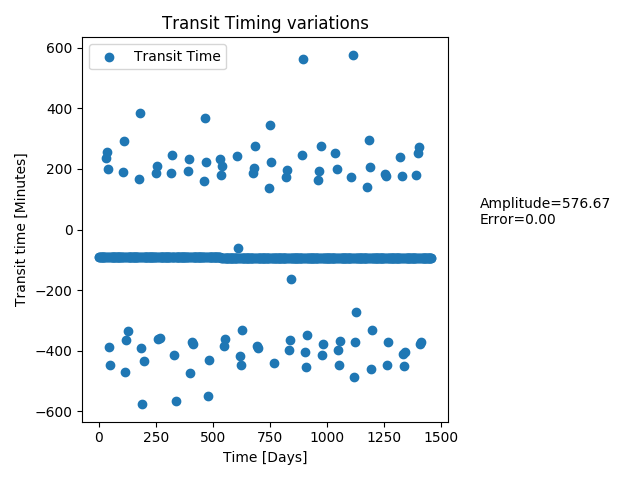 Transit Timing variations
Transit Time
Transit time [Minutes]
600
400
200
0
−200
−400
−600
0
250
500
750
1000
1250
1500
Time [Days]
Amplitude=576.67
Error=0.00